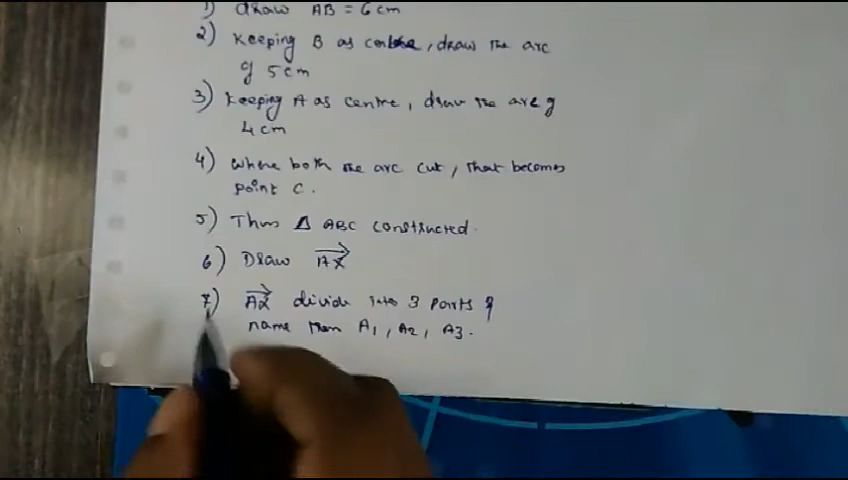 1) draw AB = 6 cm
2) Keeping B as centre, draw the arc
of 5 cm
3) Keeping A as centre, draw the arc of
4 cm
4) where both the arc cut, that becomes
point C.
5) Thus Δ ABC constructed.
6) Draw AX
7) AX divide into 3 parts &
name them A1, A2, A3.